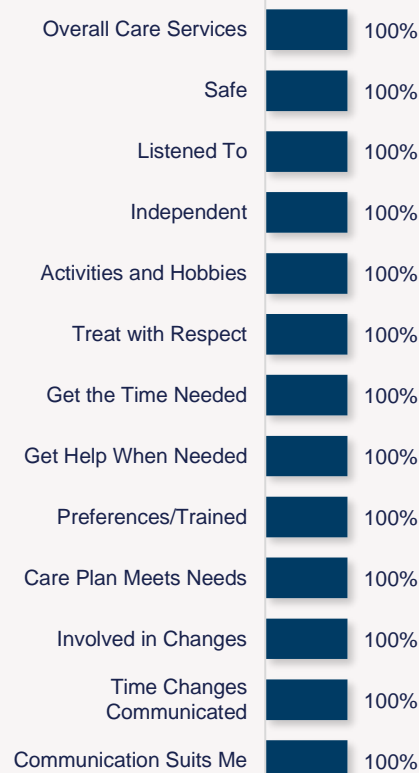 Overall Care Services 100%
Safe 100%
Listened To 100%
Independent 100%
Activities and Hobbies 100%
Treat with Respect 100%
Get the Time Needed 100%
Get Help When Needed 100%
Preferences/Trained 100%
Care Plan Meets Needs 100%
Involved in Changes 100%
Time Changes
Communicated 100%
Communication Suits Me 100%